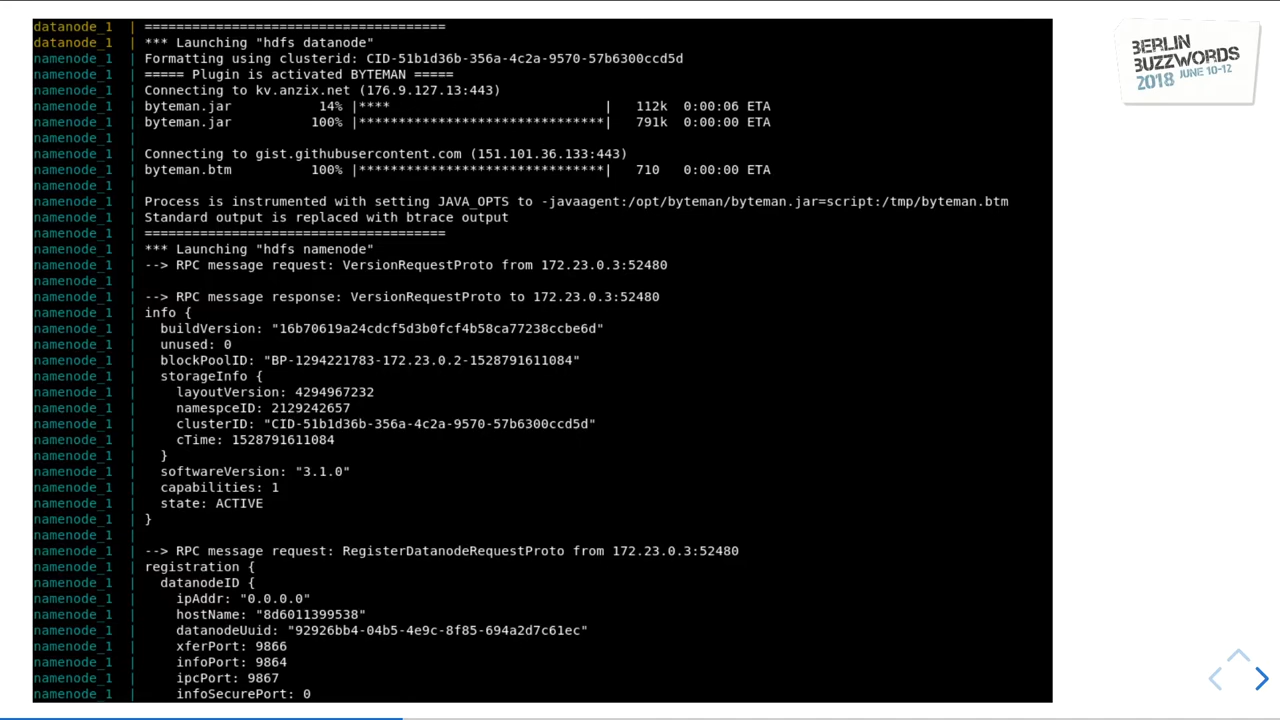 datanode_1 | ======================================
datanode_1 | *** Launching "hdfs datanode"
namenode_1 | Formatting using clusterid: CID-51b1d36b-356a-4c2a-9570-57b6300ccd5d
namenode_1 | ===== Plugin is activated BYTEMAN =====
namenode_1 | Connecting to kv.anzix.net (176.9.127.13:443)
namenode_1 | byteman.jar 14% |**** | 112k 0:00:06 ETA
namenode_1 | byteman.jar 100% |*******************************| 791k 0:00:00 ETA
namenode_1 |
namenode_1 | Connecting to gist.githubusercontent.com (151.101.36.133:443)
namenode_1 | byteman.btm 100% |*******************************| 710 0:00:00 ETA
namenode_1 |
namenode_1 | Process is instrumented with setting JAVA_OPTS to -javaagent:/opt/byteman/byteman.jar=script:/tmp/byteman.btm
namenode_1 | Standard output is replaced with btrace output
namenode_1 | ======================================
namenode_1 | *** Launching "hdfs namenode"
namenode_1 | --> RPC message request: VersionRequestProto from 172.23.0.3:52480
namenode_1 |
namenode_1 | --> RPC message response: VersionRequestProto to 172.23.0.3:52480
namenode_1 | info {
namenode_1 | buildVersion: "16b70619a24cdcf5d3b0fcf4b58ca77238ccbe6d"
namenode_1 | unused: 0
namenode_1 | blockPoolID: "BP-1294221783-172.23.0.2-1528791611084"
namenode_1 | storageInfo {
namenode_1 | layoutVersion: 4294967232
namenode_1 | namespceID: 2129242657
namenode_1 | clusterID: "CID-51b1d36b-356a-4c2a-9570-57b6300ccd5d"
namenode_1 | cTime: 1528791611084
namenode_1 | }
namenode_1 | softwareVersion: "3.1.0"
namenode_1 | capabilities: 1
namenode_1 | state: ACTIVE
namenode_1 | }
namenode_1 |
namenode_1 | --> RPC message request: RegisterDatanodeRequestProto from 172.23.0.3:52480
namenode_1 | registration {
namenode_1 | datanodeID {
namenode_1 | ipAddr: "0.0.0.0"
namenode_1 | hostName: "8d6011399538"
namenode_1 | datanodeUuid: "92926bb4-04b5-4e9c-8f85-694a2d7c61ec"
namenode_1 | xferPort: 9866
namenode_1 | infoPort: 9864
namenode_1 | ipcPort: 9867
namenode_1 | infoSecurePort: 0
BERLIN
BUZZWORDS
2018 JUNE 10-12